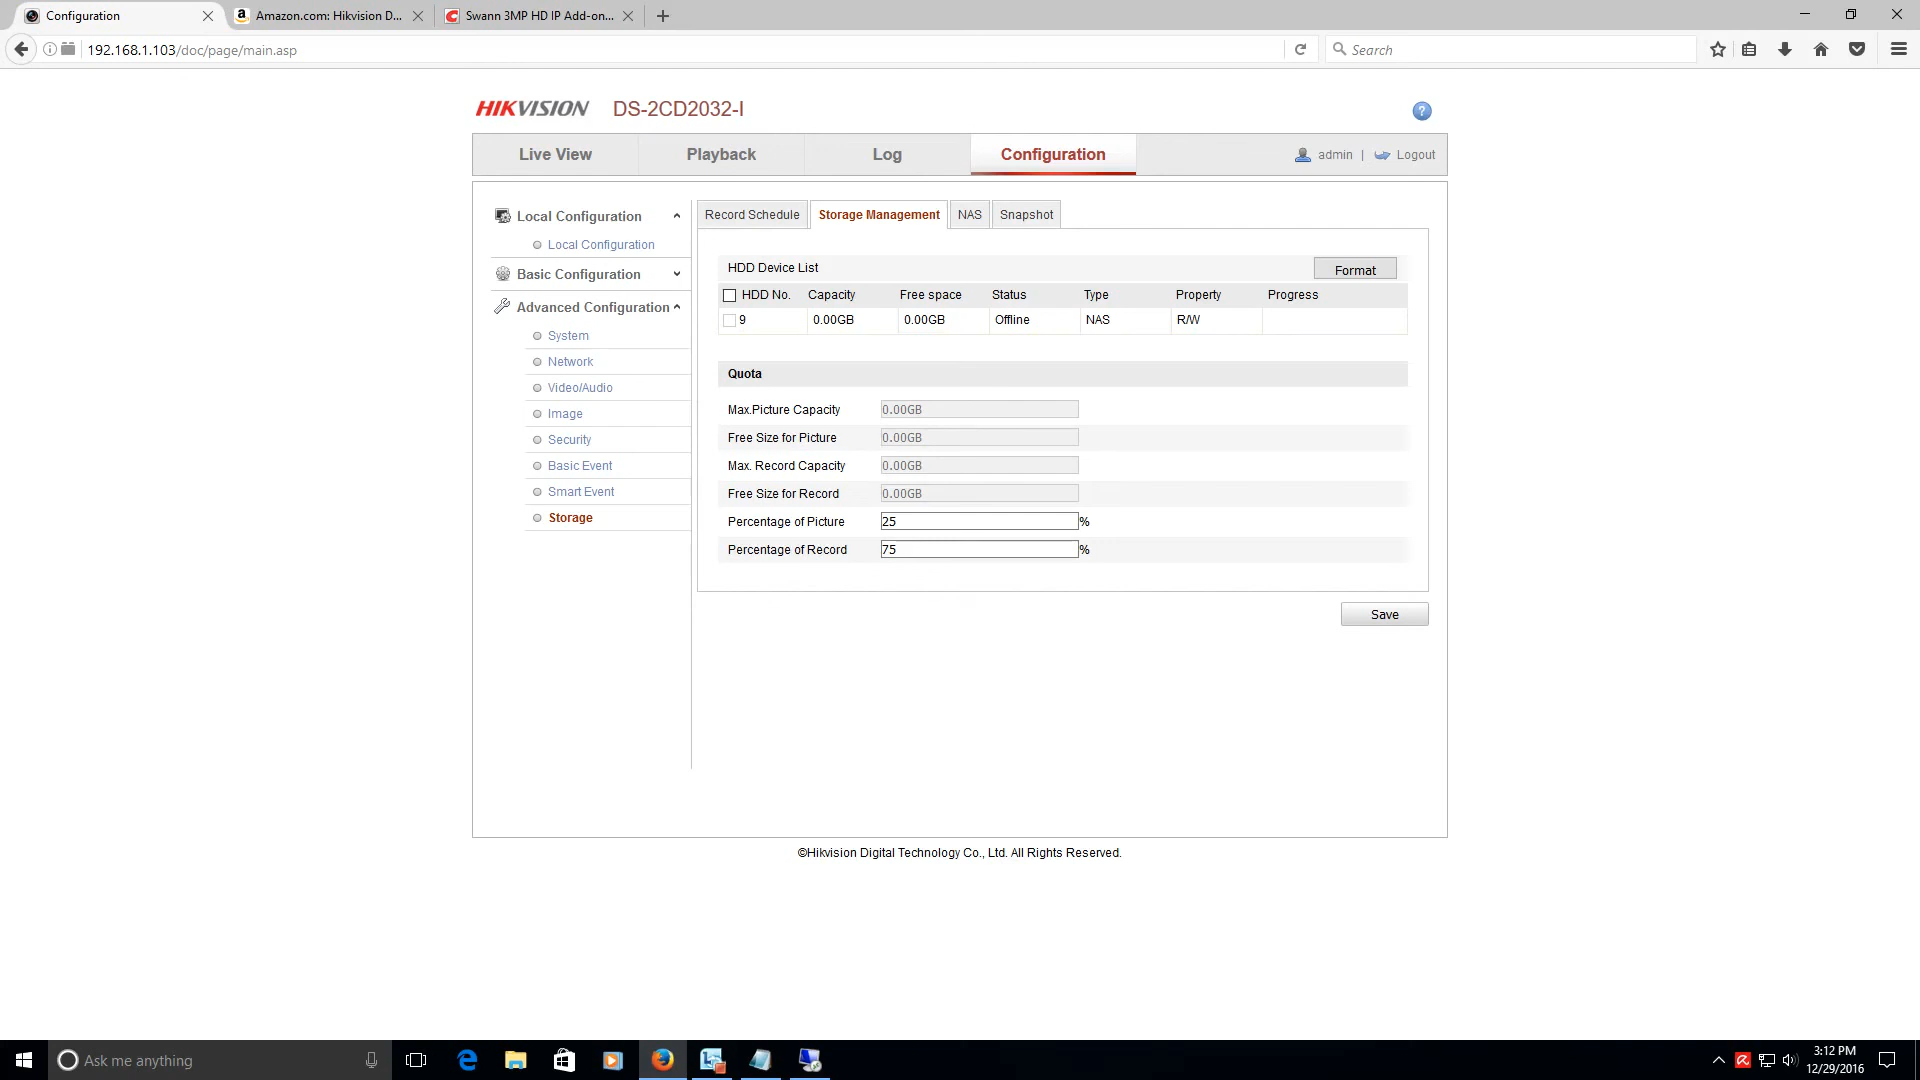 Configuration
Amazon.com: Hikvision D...
Swann 3MP HD IP Add-on...
192.168.1.103/doc/page/main.asp
Search
HIKVISION DS-2CD2032-I
Live View
Playback
Log
Configuration
admin | Logout
Local Configuration
Local Configuration
Basic Configuration
Advanced Configuration
System
Network
Video/Audio
Image
Security
Basic Event
Smart Event
Storage
Record Schedule
Storage Management
NAS
Snapshot
HDD Device List
Format
HDD No. Capacity Free space Status Type Property Progress
9 0.00GB 0.00GB Offline NAS R/W
Quota
Max.Picture Capacity 0.00GB
Free Size for Picture 0.00GB
Max. Record Capacity 0.00GB
Free Size for Record 0.00GB
Percentage of Picture 25 %
Percentage of Record 75 %
Save
©Hikvision Digital Technology Co., Ltd. All Rights Reserved.
Ask me anything
3:12 PM
12/29/2016